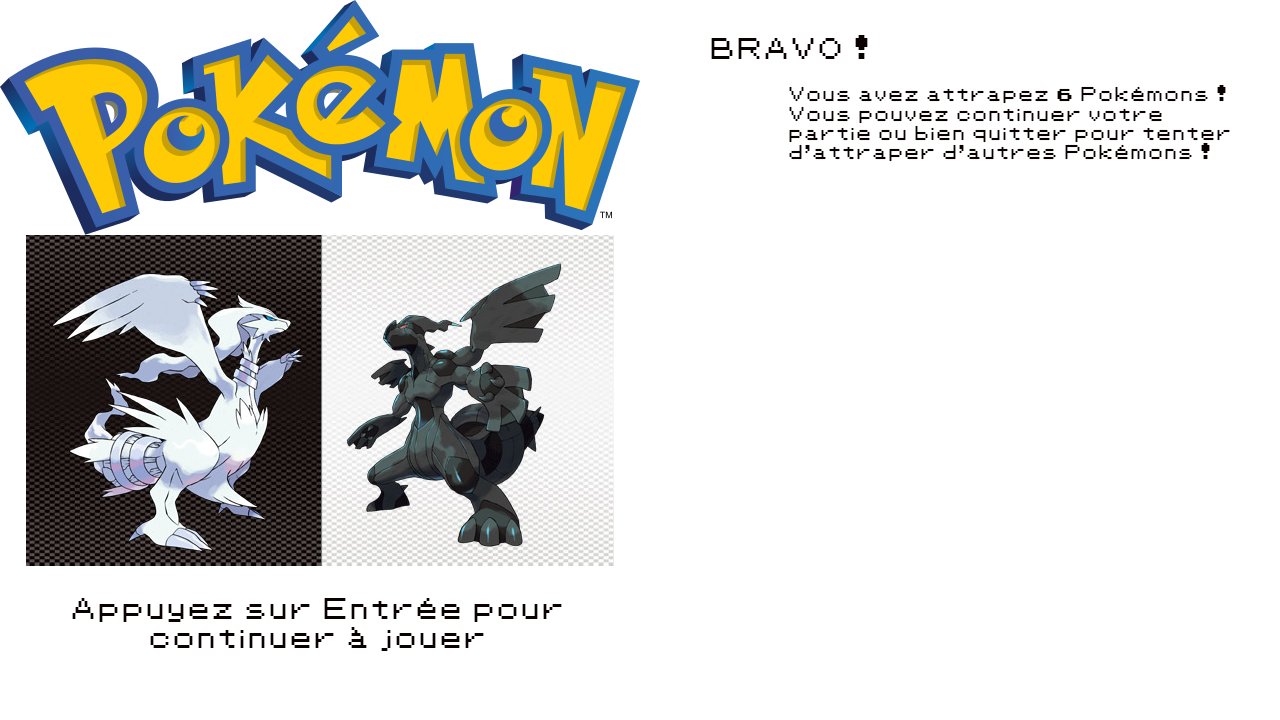 POKéMON
TM
Appuyez sur Entrée pour
continuer à jouer
BRAVO !
Vous avez attrapez 6 Pokémons !
Vous pouvez continuer votre
partie ou bien quitter pour tenter
d'attraper d'autres Pokémons !